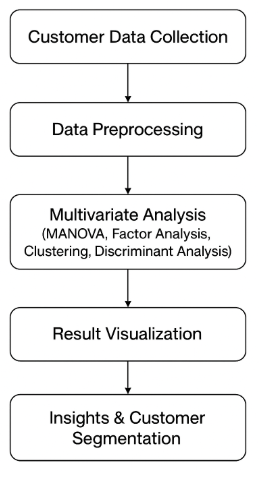 Customer Data Collection
Data Preprocessing
Multivariate Analysis
(MANOVA, Factor Analysis,
Clustering, Discriminant Analysis)
Result Visualization
Insights & Customer
Segmentation